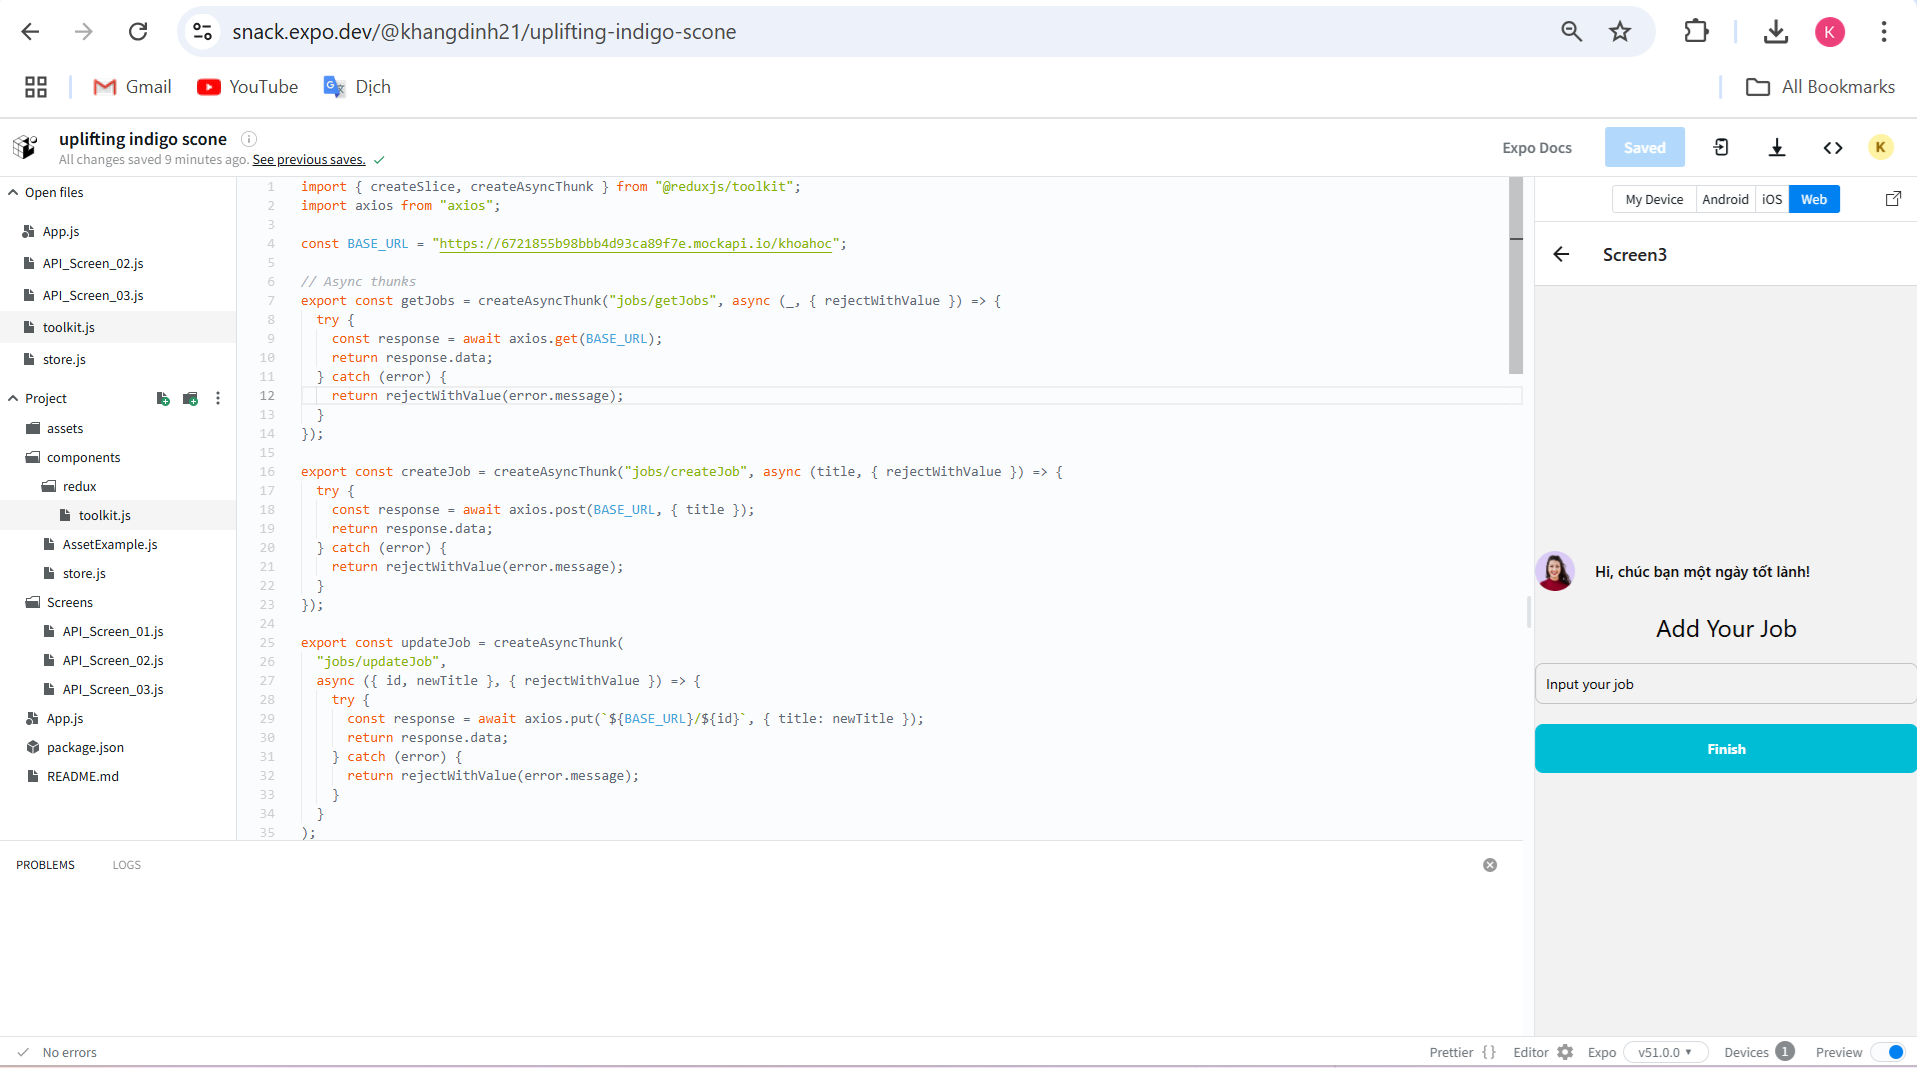 snack.expo.dev/@khangdinh21/uplifting-indigo-scone
K
Gmail
YouTube
Dịch
All Bookmarks
uplifting indigo scone
All changes saved 9 minutes ago. See previous saves.
Expo Docs
Saved
K
Open files
App.js
API_Screen_02.js
API_Screen_03.js
toolkit.js
store.js
Project
assets
components
redux
toolkit.js
AssetExample.js
store.js
Screens
API_Screen_01.js
API_Screen_02.js
API_Screen_03.js
App.js
package.json
README.md
1 import { createSlice, createAsyncThunk } from "@reduxjs/toolkit";
2 import axios from "axios";
3
4 const BASE_URL = "https://6721855b98bbb4d93ca89f7e.mockapi.io/khoahoc";
5
6 // Async thunks
7 export const getJobs = createAsyncThunk("jobs/getJobs", async (_, { rejectWithValue }) => {
8 try {
9 const response = await axios.get(BASE_URL);
10 return response.data;
11 } catch (error) {
12 return rejectWithValue(error.message);
13 }
14 });
15
16 export const createJob = createAsyncThunk("jobs/createJob", async (title, { rejectWithValue }) => {
17 try {
18 const response = await axios.post(BASE_URL, { title });
19 return response.data;
20 } catch (error) {
21 return rejectWithValue(error.message);
22 }
23 });
24
25 export const updateJob = createAsyncThunk(
26 "jobs/updateJob",
27 async ({ id, newTitle }, { rejectWithValue }) => {
28 try {
29 const response = await axios.put(`${BASE_URL}/${id}`, { title: newTitle });
30 return response.data;
31 } catch (error) {
32 return rejectWithValue(error.message);
33 }
34 }
35 );
My Device
Android
iOS
Web
Screen3
Hi, chúc bạn một ngày tốt lành!
Add Your Job
Input your job
Finish
PROBLEMS
LOGS
No errors
Prettier { }
Editor
Expo
v51.0.0
Devices 1
Preview